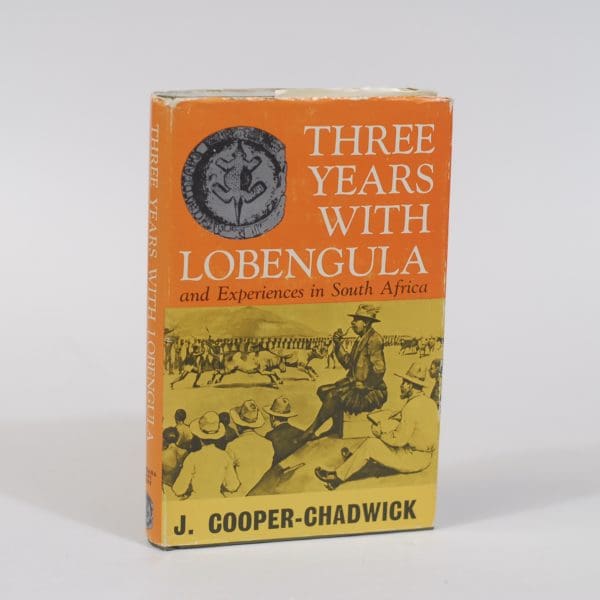 THREE
YEARS
WITH
LOBENGULA
and Experiences in South Africa
J. COOPER-CHADWICK
THREE YEARS WITH LOBENGULA